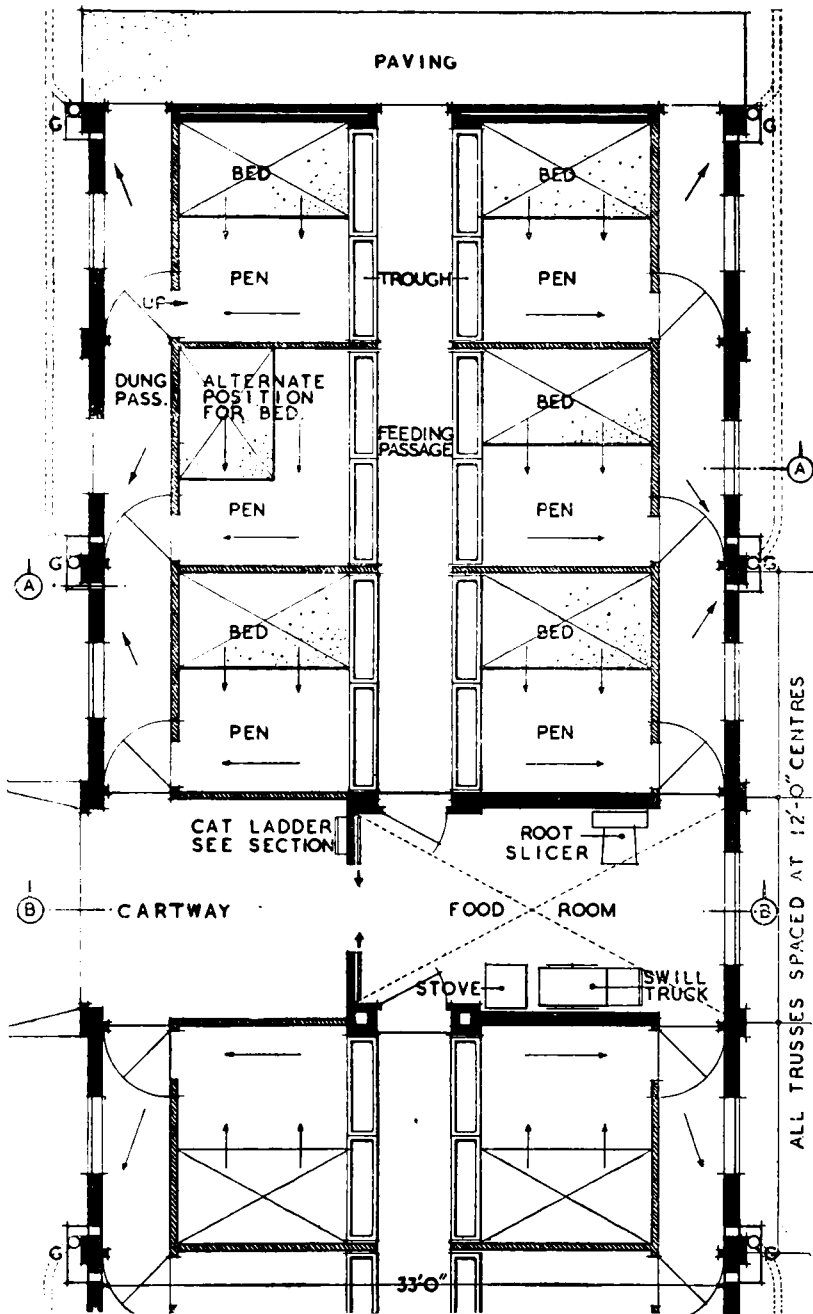 PAVING
G
G
BED
BED
PEN
TROUGH
PEN
UP
DUNG
PASS.
ALTERNATE
POSITION
FOR BED
BED
FEEDING
PASSAGE
A
PEN
PEN
G
G
A
BED
BED
PEN
PEN
CAT LADDER
SEE SECTION
ROOT
SLICER
B
CARTWAY
FOOD ROOM
B
STOVE
SWILL
TRUCK
ALL TRUSSES SPACED AT 12'-0" CENTRES
G
G
33'0"